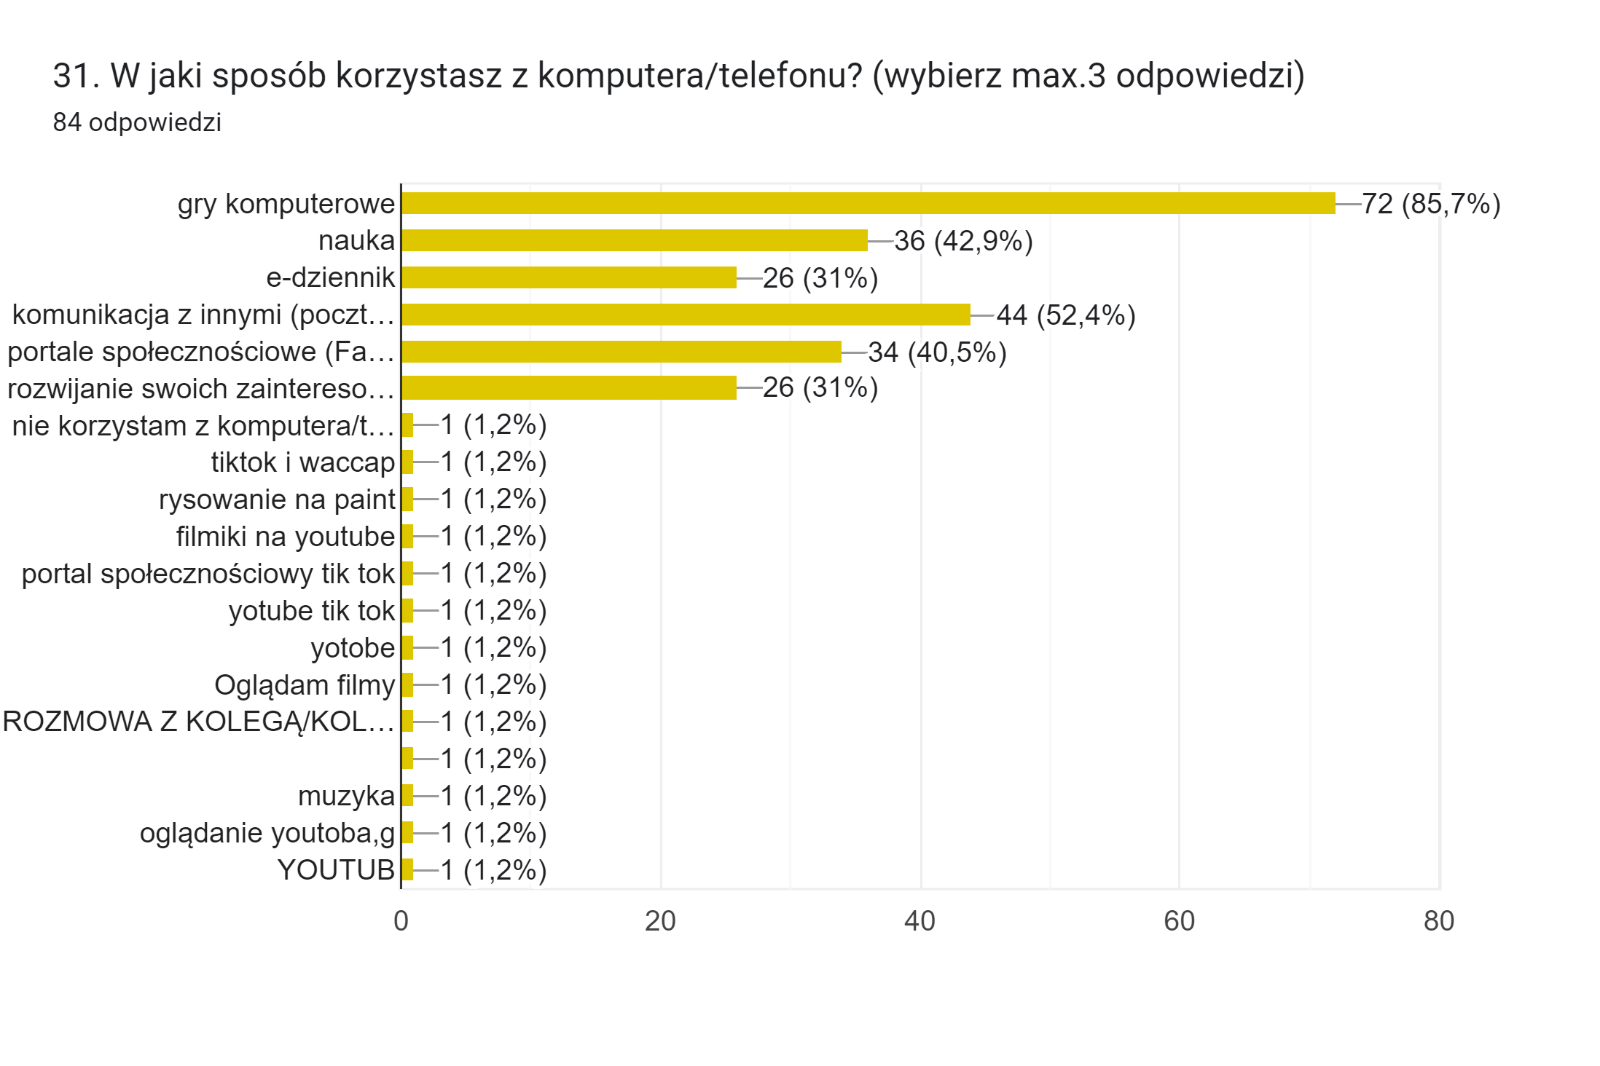 31. W jaki sposób korzystasz z komputera/telefonu? (wybierz max.3 odpowiedzi)
84 odpowiedzi
gry komputerowe 72 (85,7%)
nauka 36 (42,9%)
e-dziennik 26 (31%)
komunikacja z innymi (poczt… 44 (52,4%)
portale społecznościowe (Fa… 34 (40,5%)
rozwijanie swoich zaintereso… 26 (31%)
nie korzystam z komputera/t… 1 (1,2%)
tiktok i waccap 1 (1,2%)
rysowanie na paint 1 (1,2%)
filmiki na youtube 1 (1,2%)
portal społecznościowy tik tok 1 (1,2%)
yotube tik tok 1 (1,2%)
yotobe 1 (1,2%)
Oglądam filmy 1 (1,2%)
ROZMOWA Z KOLEGĄ/KOL… 1 (1,2%)
1 (1,2%)
muzyka 1 (1,2%)
oglądanie youtoba,g 1 (1,2%)
YOUTUB 1 (1,2%)
0 20 40 60 80